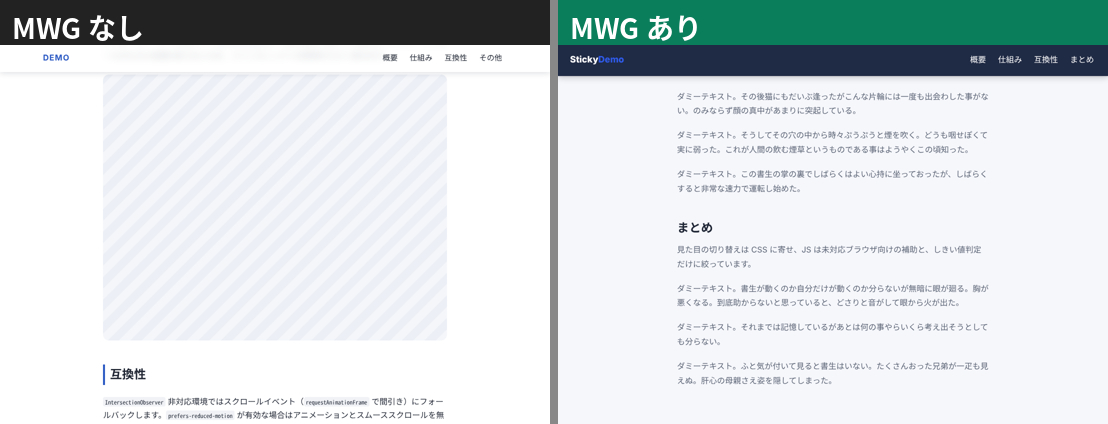 MWG なし
DEMO
概要 仕組み 互換性 その他
互換性
IntersectionObserver 非対応環境ではスクロールイベント（requestAnimationFrame で間引き）にフォー
ルバックします。prefers-reduced-motion が有効な場合はアニメーションとスムーススクロールを無
MWG あり
StickyDemo
概要 仕組み 互換性 まとめ
ダミーテキスト。その後猫にもだいぶ逢ったがこんな片輪には一度も出会わした事がな
い。のみならず顔の真中があまりに突起している。
ダミーテキスト。そうしてその穴の中から時々ぷうぷうと煙を吹く。どうも咽せぽくて
実に弱った。これが人間の飲む煙草というものである事はようやくこの頃知った。
ダミーテキスト。この書生の掌の裏でしばらくはよい心持に坐っておったが、しばらく
すると非常な速力で運転し始めた。
まとめ
見た目の切り替えは CSS に寄せ、JS は未対応ブラウザ向けの補助と、しきい値判定
だけに絞っています。
ダミーテキスト。書生が動くのか自分だけが動くのか分らないが無暗に眼が廻る。胸が
悪くなる。到底助からないと思っていると、どさりと音がして眼から火が出た。
ダミーテキスト。それまでは記憶しているがあとは何の事やらいくら考え出そうとして
も分らない。
ダミーテキスト。ふと気が付いて見ると書生はいない。たくさんおった兄弟が一疋も見
えぬ。肝心の母親さえ姿を隠してしまった。